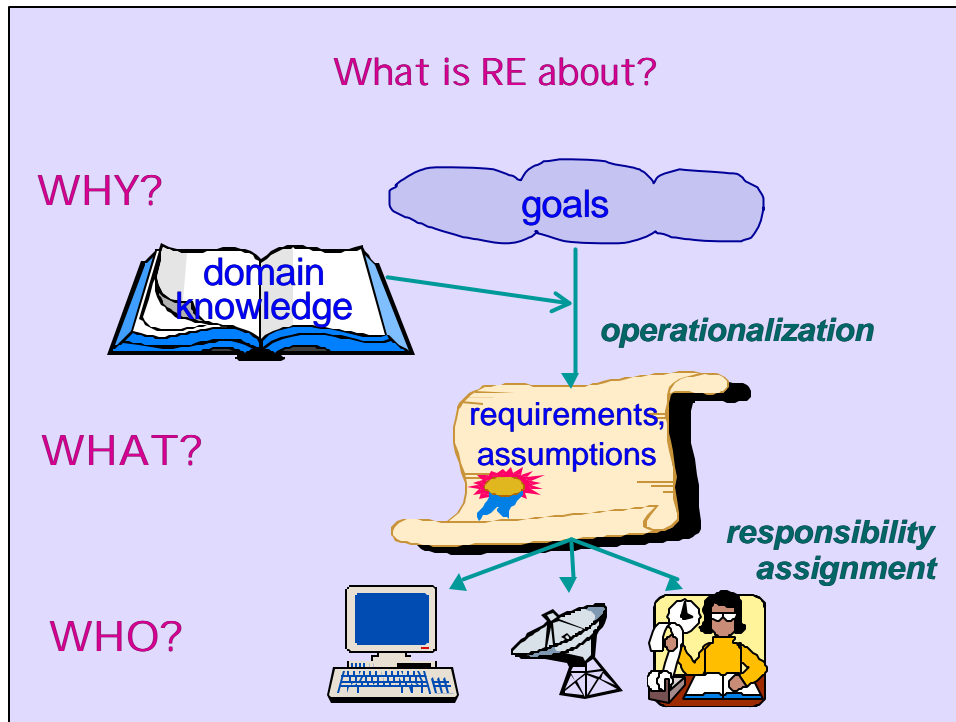 What is RE about?
WHY?
goals
domain
knowledge
operationalization
WHAT?
requirements,
assumptions
responsibility
assignment
WHO?